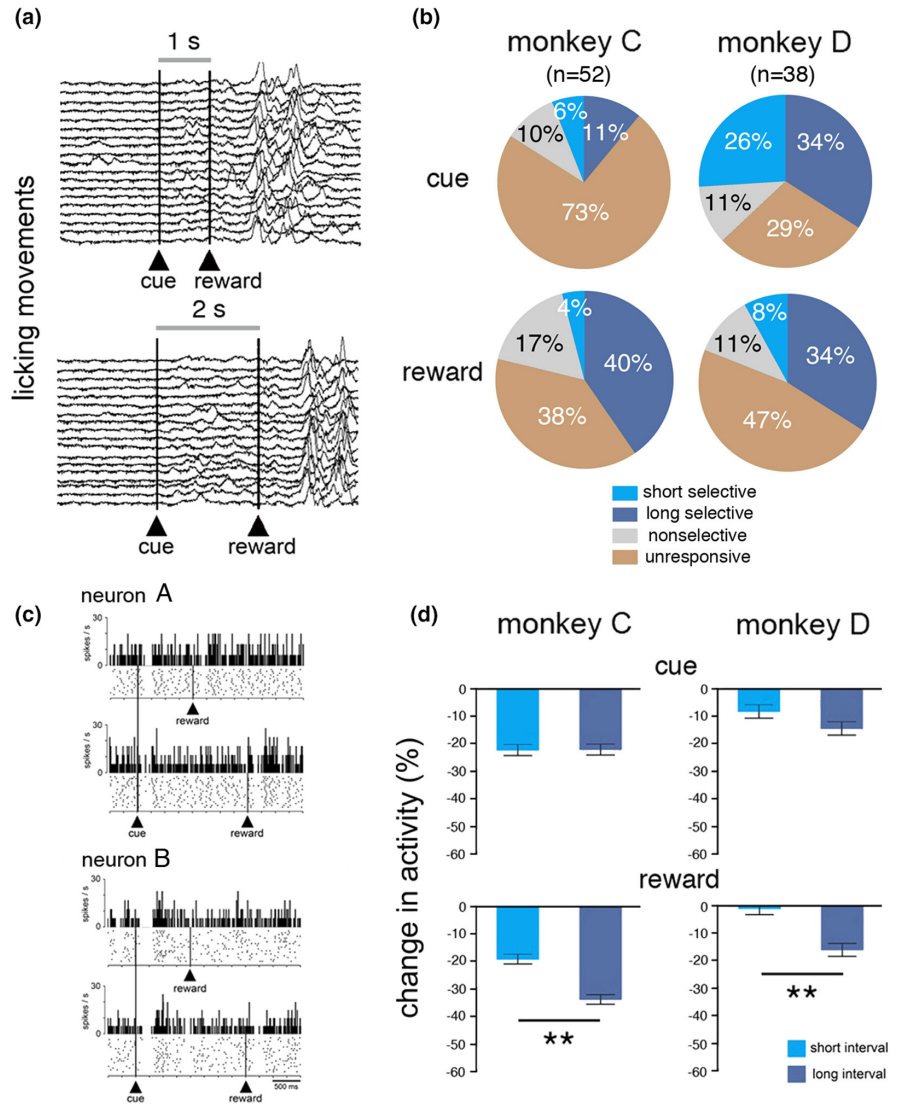 (a)
1 s
licking movements
cue
reward
2 s
cue
reward
(b)
monkey C
monkey D
(n=52)
(n=38)
cue
6%
11%
10%
73%
26%
34%
11%
29%
reward
4%
17%
40%
38%
8%
11%
34%
47%
short selective
long selective
nonselective
unresponsive
(c)
neuron A
30
spikes / s
0
reward
30
0
cue
reward
neuron B
30
spikes / s
0
reward
30
0
500 ms
cue
reward
(d)
monkey C
monkey D
cue
change in activity (%)
0
-10
-20
-30
-40
-50
-60
0
-10
-20
-30
-40
-50
-60
reward
0
-10
-20
-30
-40
-50
-60
**
0
-10
-20
-30
-40
-50
-60
**
short interval
long interval